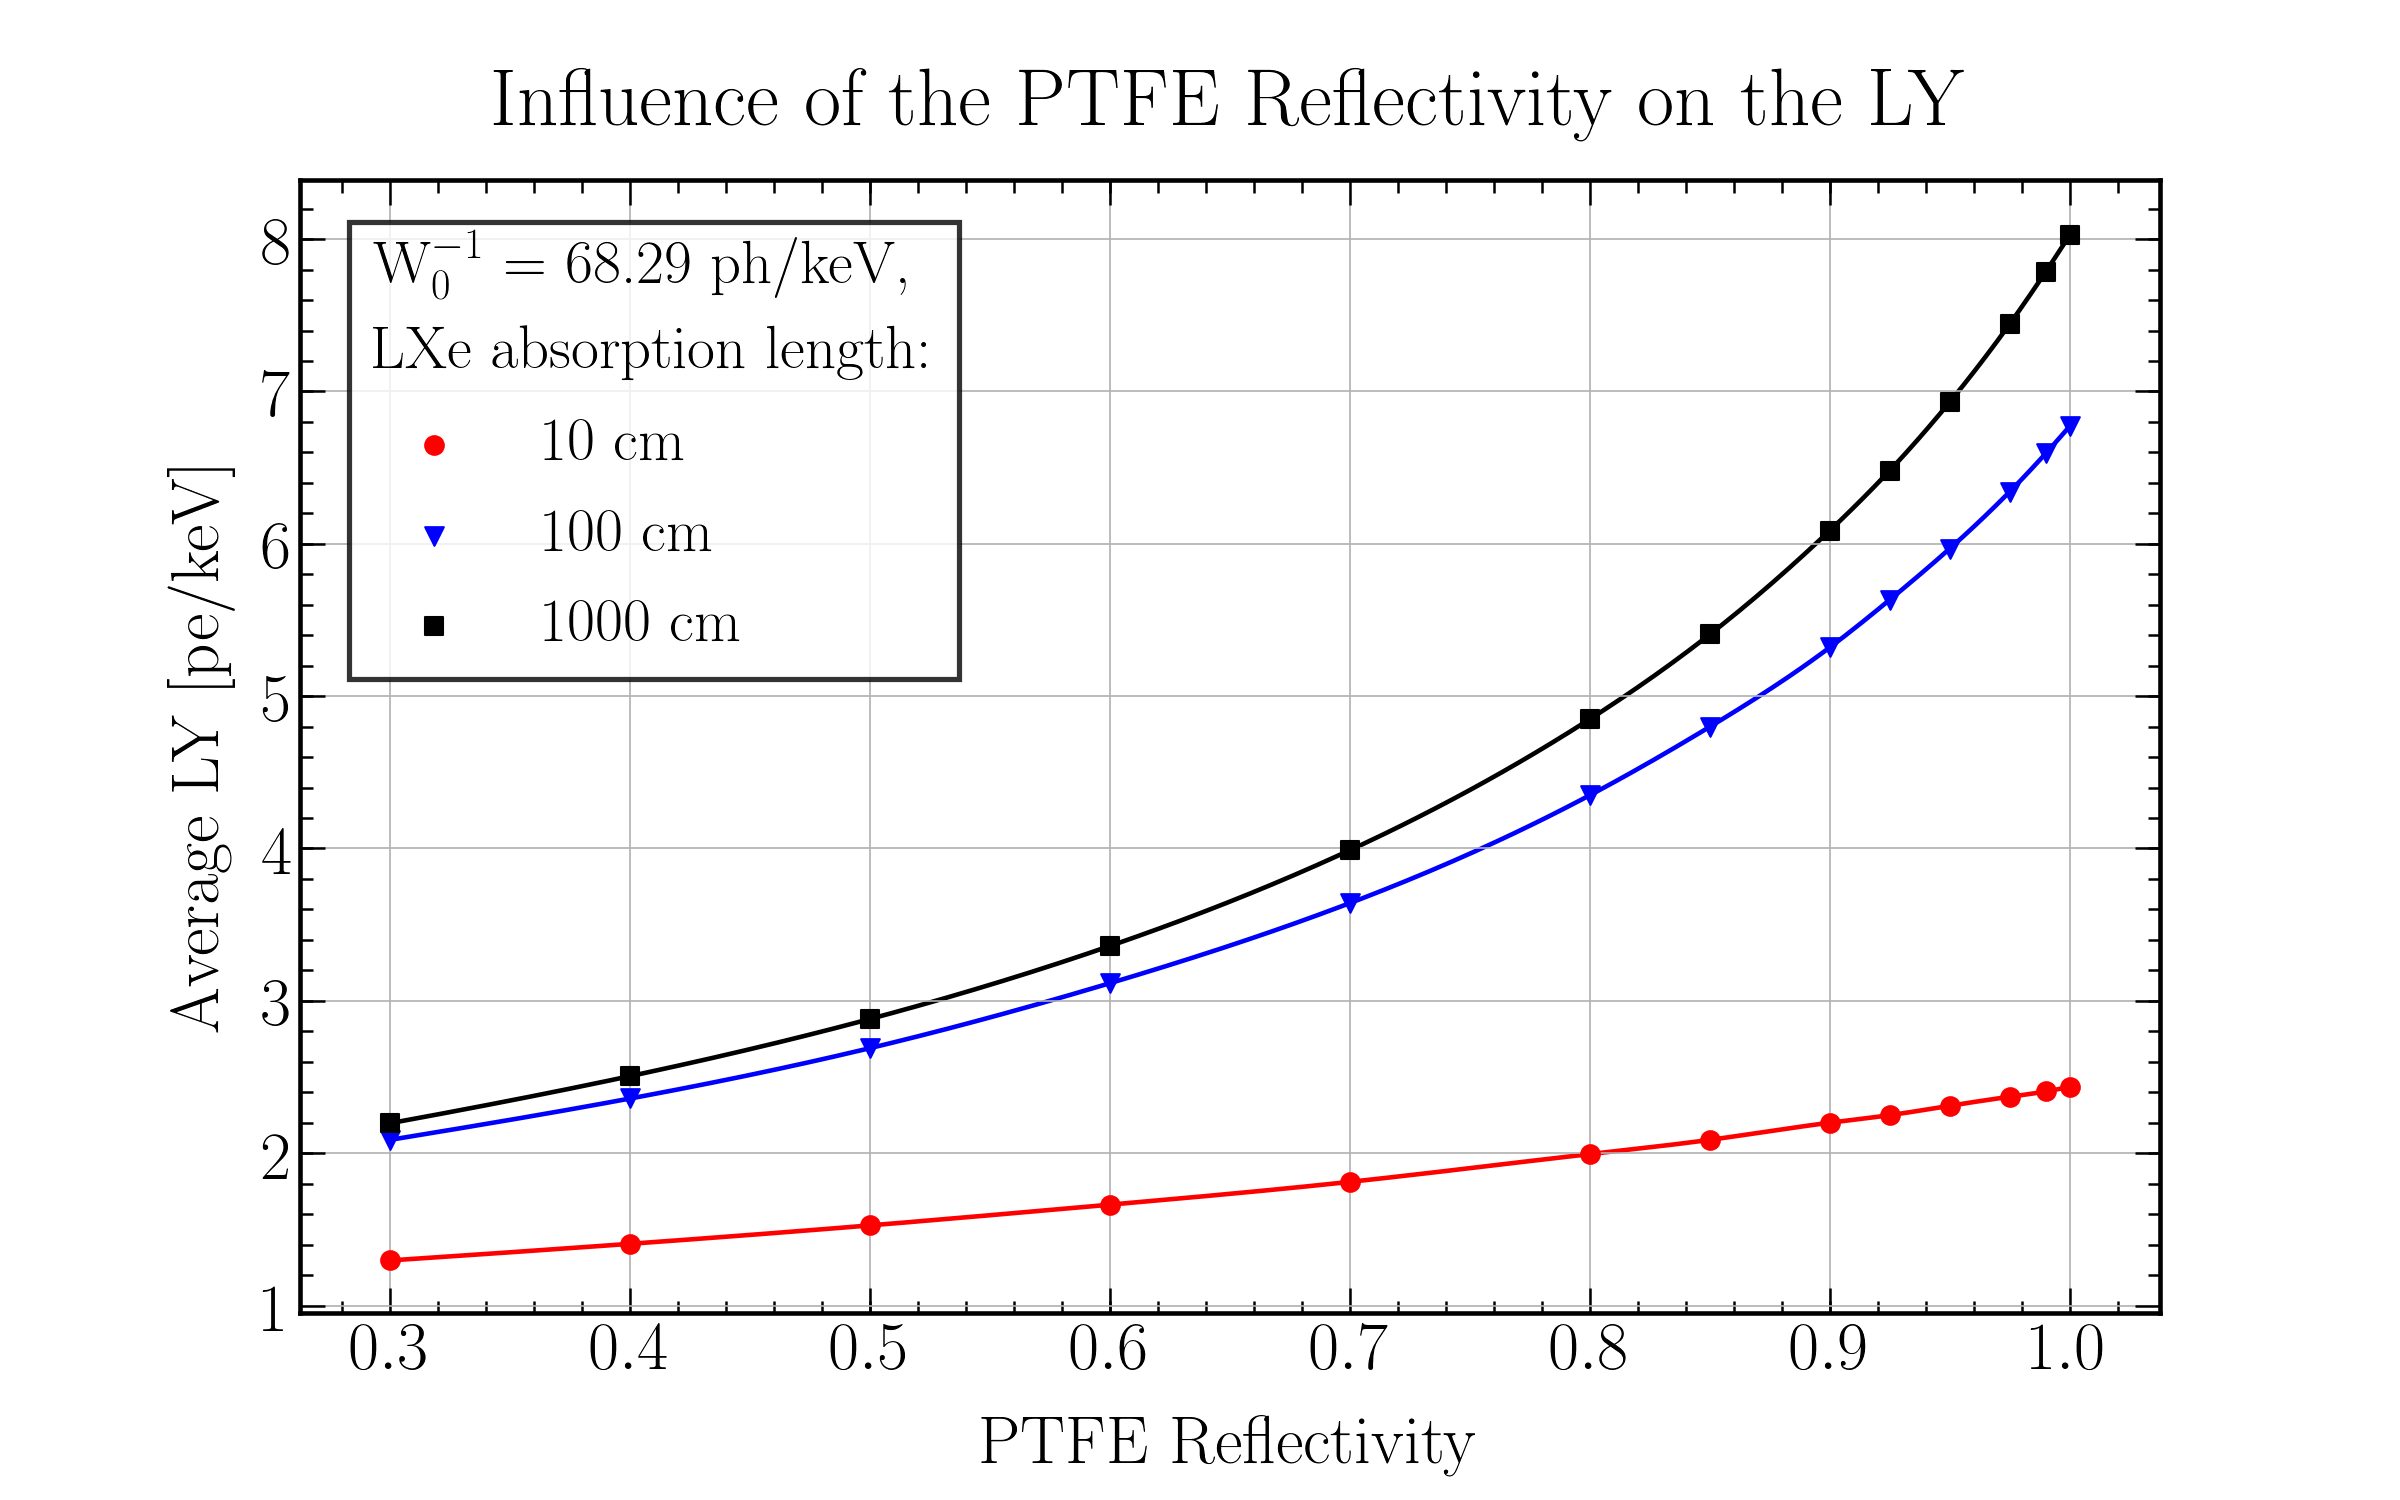 Influence of the PTFE Reflectivity on the LY
W₀⁻¹ = 68.29 ph/keV,
LXe absorption length:
10 cm
100 cm
1000 cm
Average LY [pe/keV]
8
7
6
5
4
3
2
1
0.3 0.4 0.5 0.6 0.7 0.8 0.9 1.0
PTFE Reflectivity